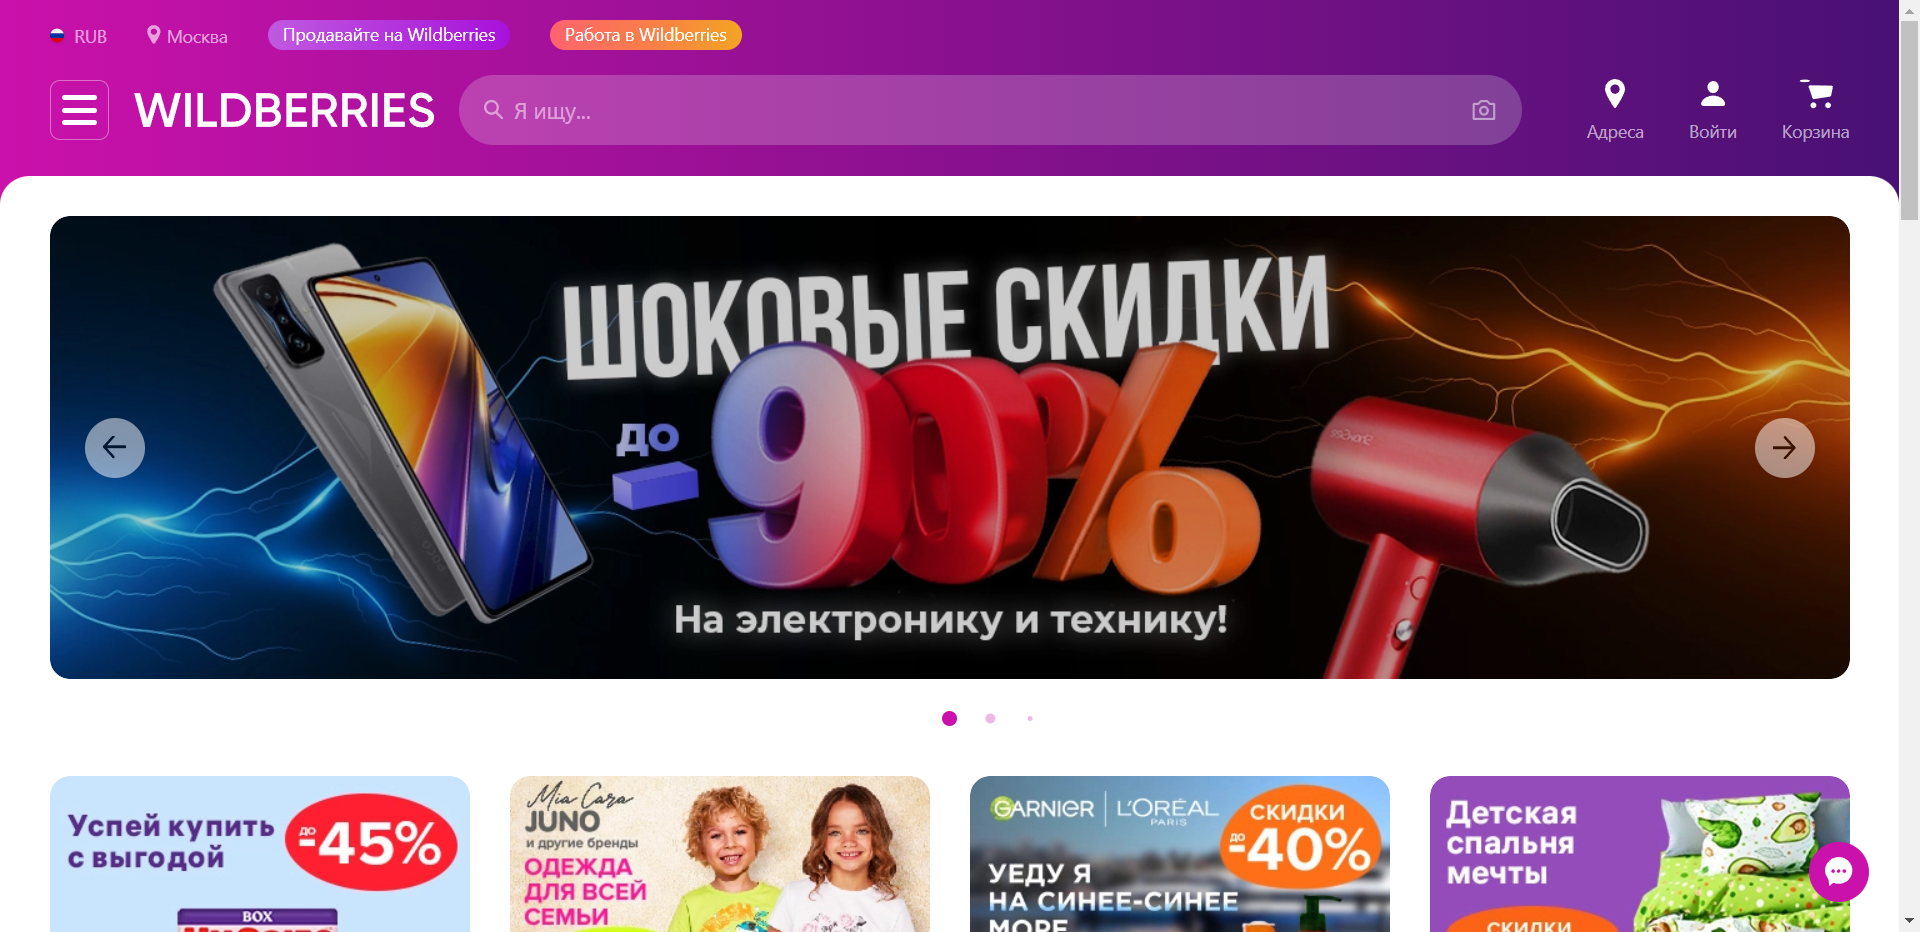 RUB
Москва
Продавайте на Wildberries
Работа в Wildberries
WILDBERRIES
Я ищу...
Адреса
Войти
Корзина
ШОКОВЫЕ СКИДКИ
до
-90%
На электронику и технику!
POCO
Успей купить
с выгодой
до
-45%
BOX
Mia Cara
JUNO
и другие бренды
ОДЕЖДА
ДЛЯ ВСЕЙ
СЕМЬИ
GARNIER | L'ORÉAL
PARIS
СКИДКИ
до
-40%
УЕДУ Я
НА СИНЕЕ-СИНЕЕ
МОРЕ
Детская
спальня
мечты
СКИДКИ